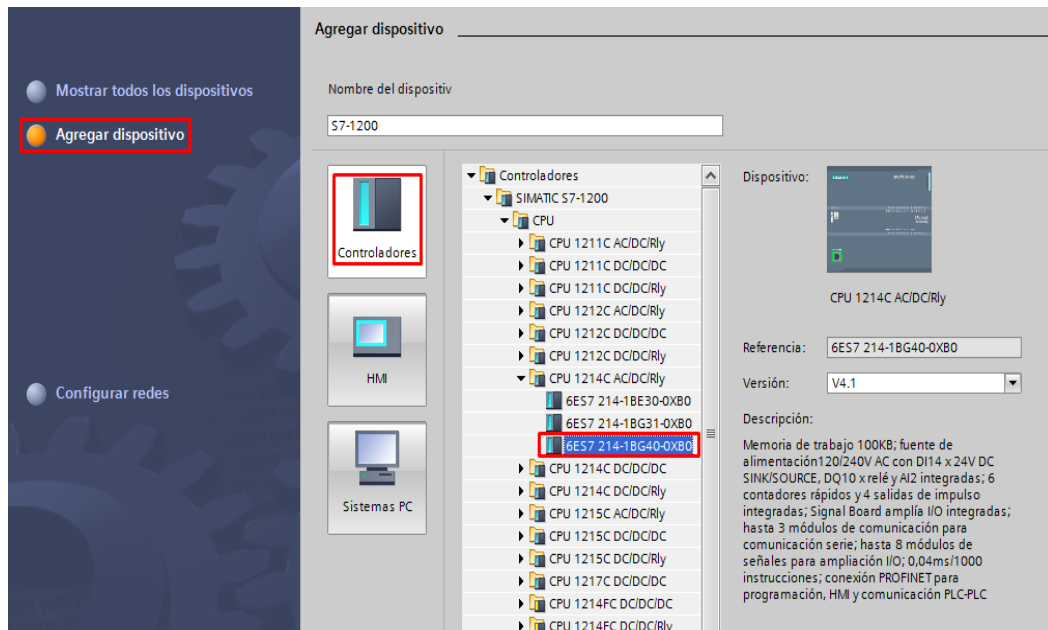 Agregar dispositivo
Mostrar todos los dispositivos
Agregar dispositivo
Configurar redes
Nombre del dispositiv
S7-1200
Controladores
HMI
Sistemas PC
Controladores
SIMATIC S7-1200
CPU
CPU 1211C AC/DC/Rly
CPU 1211C DC/DC/DC
CPU 1211C DC/DC/Rly
CPU 1212C AC/DC/Rly
CPU 1212C DC/DC/DC
CPU 1212C DC/DC/Rly
CPU 1214C AC/DC/Rly
6ES7 214-1BE30-0XB0
6ES7 214-1BG31-0XB0
6ES7 214-1BG40-0XB0
CPU 1214C DC/DC/DC
CPU 1214C DC/DC/Rly
CPU 1215C AC/DC/Rly
CPU 1215C DC/DC/DC
CPU 1215C DC/DC/Rly
CPU 1217C DC/DC/DC
CPU 1214FC DC/DC/DC
CPU 1214FC DC/DC/Rly
Dispositivo:
CPU 1214C AC/DC/Rly
Referencia:
6ES7 214-1BG40-0XB0
Versión:
V4.1
Descripción:
Memoria de trabajo 100KB; fuente de
alimentación120/240V AC con DI14 x 24V DC
SINK/SOURCE, DQ10 x relé y AI2 integradas; 6
contadores rápidos y 4 salidas de impulso
integradas; Signal Board amplía I/O integradas;
hasta 3 módulos de comunicación para
comunicación serie; hasta 8 módulos de
señales para ampliación I/O; 0,04ms/1000
instrucciones; conexión PROFINET para
programación, HMI y comunicación PLC-PLC